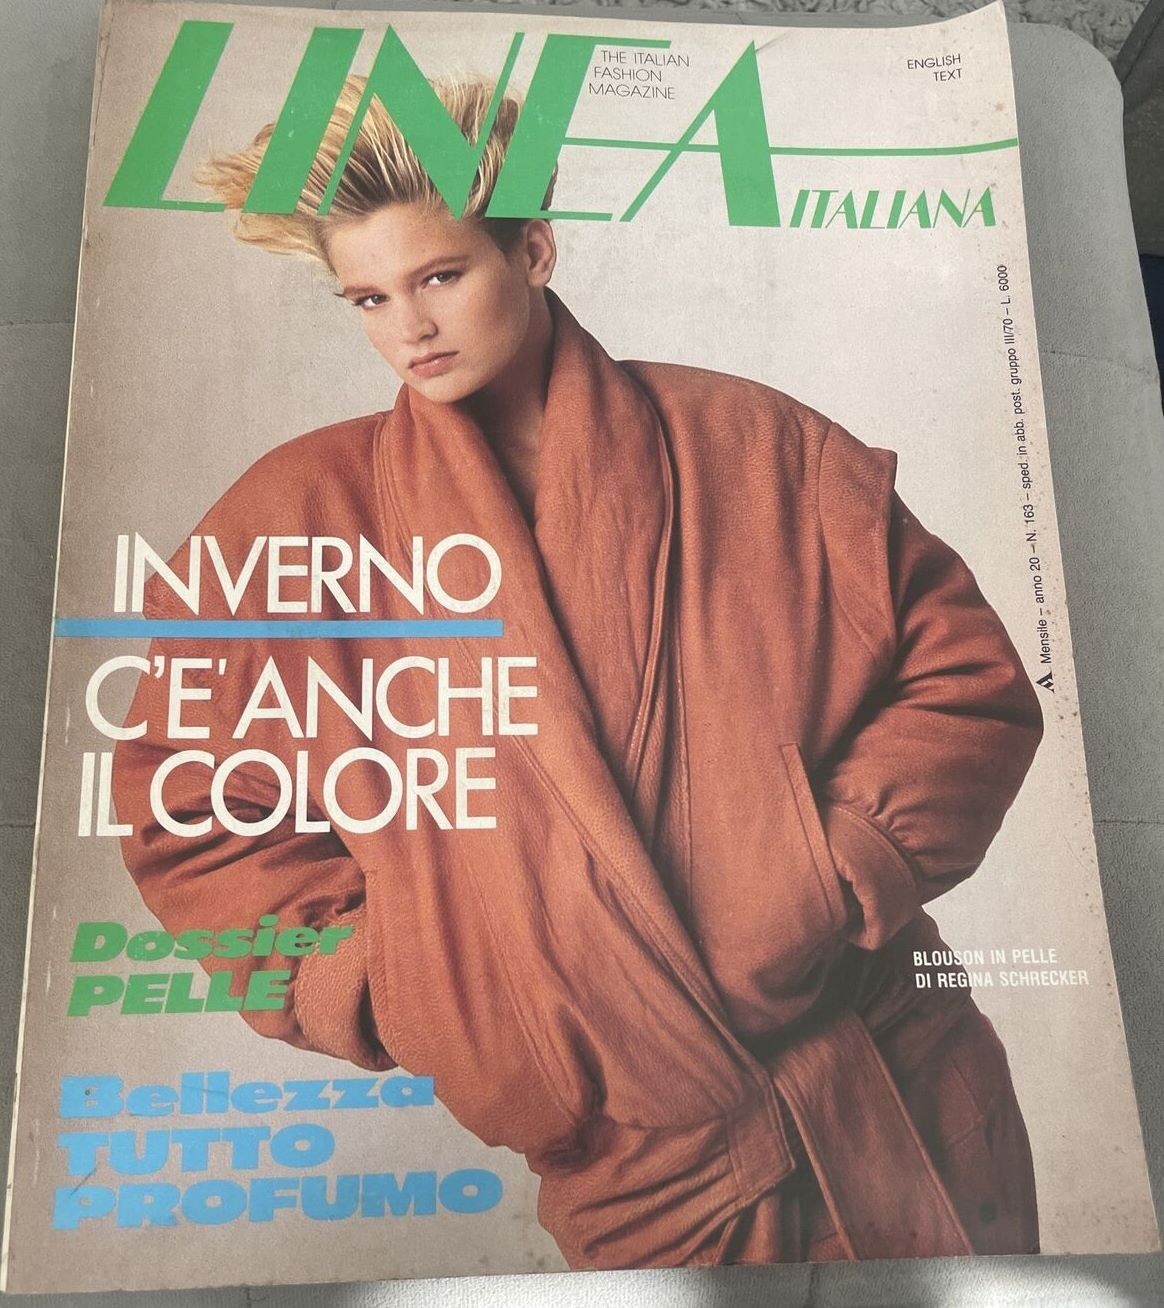 LINEA
THE ITALIAN
FASHION
MAGAZINE
ENGLISH
TEXT
ITALIANA
Mensile – anno 20 – N. 163 – sped. in abb. post. gruppo III/70 – L. 6000
INVERNO
C'E' ANCHE
IL COLORE
Dossier
PELLE
BLOUSON IN PELLE
DI REGINA SCHRECKER
Bellezza
TUTTO
PROFUMO